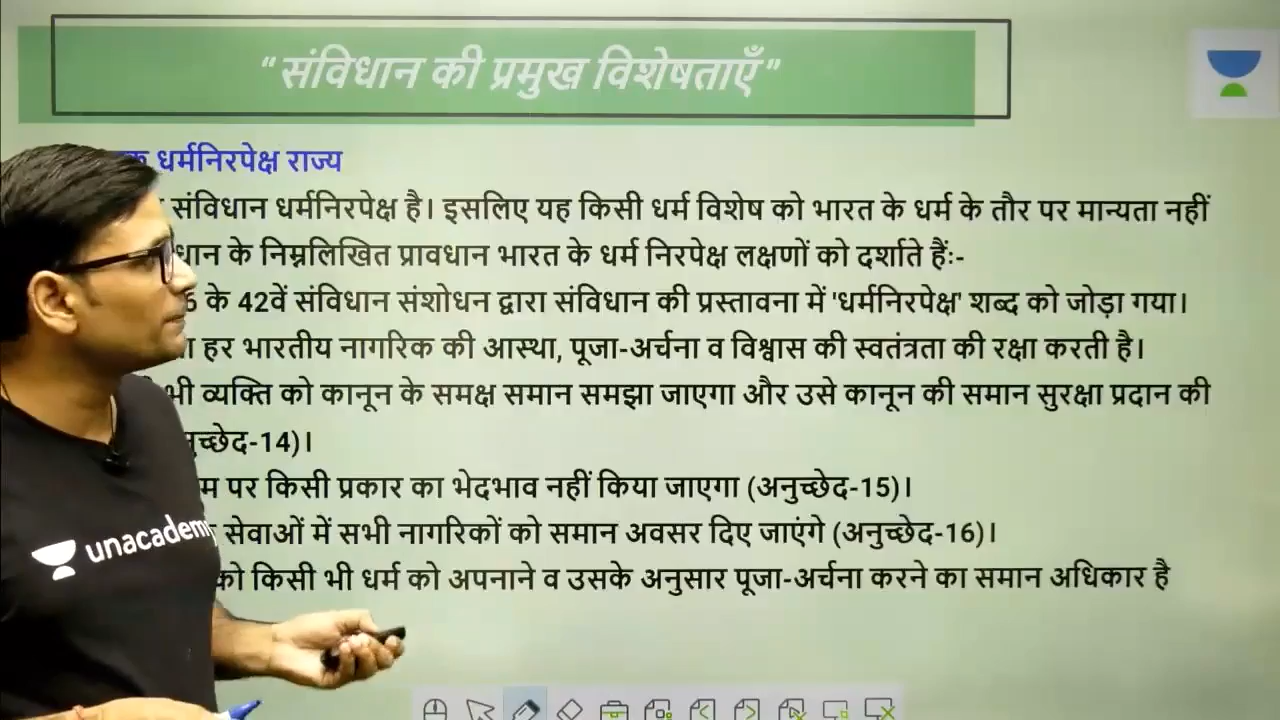 “संविधान की प्रमुख विशेषताएँ”
धर्मनिरपेक्ष राज्य
संविधान धर्मनिरपेक्ष है। इसलिए यह किसी धर्म विशेष को भारत के धर्म के तौर पर मान्यता नहीं
के निम्नलिखित प्रावधान भारत के धर्म निरपेक्ष लक्षणों को दर्शाते हैंः-
के 42वें संविधान संशोधन द्वारा संविधान की प्रस्तावना में 'धर्मनिरपेक्ष' शब्द को जोड़ा गया।
हर भारतीय नागरिक की आस्था, पूजा-अर्चना व विश्वास की स्वतंत्रता की रक्षा करती है।
भी व्यक्ति को कानून के समक्ष समान समझा जाएगा और उसे कानून की समान सुरक्षा प्रदान की
नुच्छेद-14)।
पर किसी प्रकार का भेदभाव नहीं किया जाएगा (अनुच्छेद-15)।
सेवाओं में सभी नागरिकों को समान अवसर दिए जाएंगे (अनुच्छेद-16)।
को किसी भी धर्म को अपनाने व उसके अनुसार पूजा-अर्चना करने का समान अधिकार है
unacademy